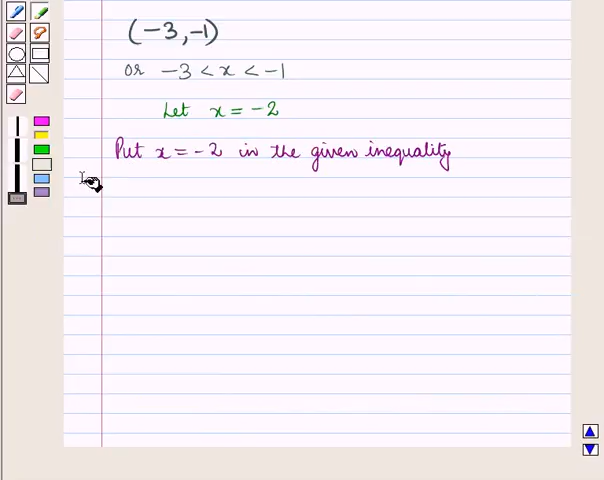 (-3, -1)
or -3 < x < -1
Let x = -2
Put x = -2 in the given inequality